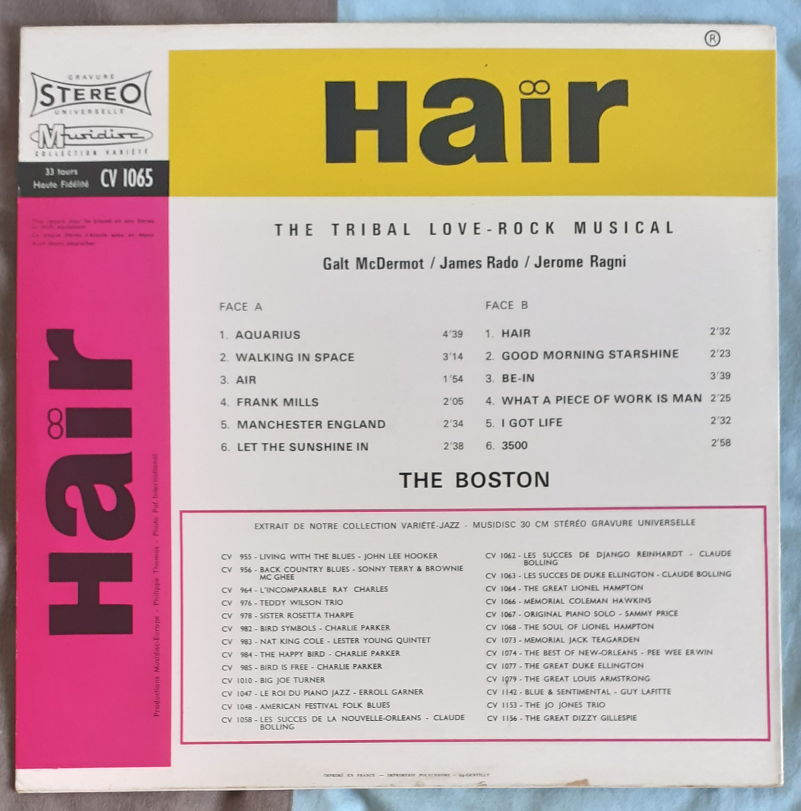 ®
GRAVURE
STEREO
UNIVERSELLE
Musidisc
COLLECTION VARIÉTÉ
33 tours
Haute Fidélité
CV 1065
Haïr
THE TRIBAL LOVE-ROCK MUSICAL
Galt McDermot / James Rado / Jerome Ragni
FACE A
1. AQUARIUS 4'39
2. WALKING IN SPACE 3'14
3. AIR 1'54
4. FRANK MILLS 2'05
5. MANCHESTER ENGLAND 2'34
6. LET THE SUNSHINE IN 2'38
FACE B
1. HAIR 2'32
2. GOOD MORNING STARSHINE 2'23
3. BE-IN 3'39
4. WHAT A PIECE OF WORK IS MAN 2'25
5. I GOT LIFE 2'32
6. 3500 2'58
THE BOSTON
Haïr
Productions Musidisc-Europe - Philippe Thomas - Photo Paf International
EXTRAIT DE NOTRE COLLECTION VARIÉTÉ-JAZZ - MUSIDISC 30 CM STÉRÉO GRAVURE UNIVERSELLE
CV 955 - LIVING WITH THE BLUES - JOHN LEE HOOKER
CV 956 - BACK COUNTRY BLUES - SONNY TERRY & BROWNIE
MC GHEE
CV 964 - L'INCOMPARABLE RAY CHARLES
CV 976 - TEDDY WILSON TRIO
CV 978 - SISTER ROSETTA THARPE
CV 982 - BIRD SYMBOLS - CHARLIE PARKER
CV 983 - NAT KING COLE - LESTER YOUNG QUINTET
CV 984 - THE HAPPY BIRD - CHARLIE PARKER
CV 985 - BIRD IS FREE - CHARLIE PARKER
CV 1010 - BIG JOE TURNER
CV 1047 - LE ROI DU PIANO JAZZ - ERROLL GARNER
CV 1048 - AMERICAN FESTIVAL FOLK BLUES
CV 1058 - LES SUCCES DE LA NOUVELLE-ORLEANS - CLAUDE
BOLLING
CV 1062 - LES SUCCES DE DJANGO REINHARDT - CLAUDE
BOLLING
CV 1063 - LES SUCCES DE DUKE ELLINGTON - CLAUDE BOLLING
CV 1064 - THE GREAT LIONEL HAMPTON
CV 1066 - MEMORIAL COLEMAN HAWKINS
CV 1067 - ORIGINAL PIANO SOLO - SAMMY PRICE
CV 1068 - THE SOUL OF LIONEL HAMPTON
CV 1073 - MEMORIAL JACK TEAGARDEN
CV 1074 - THE BEST OF NEW-ORLEANS - PEE WEE ERWIN
CV 1077 - THE GREAT DUKE ELLINGTON
CV 1079 - THE GREAT LOUIS ARMSTRONG
CV 1142 - BLUE & SENTIMENTAL - GUY LAFITTE
CV 1153 - THE JO JONES TRIO
CV 1156 - THE GREAT DIZZY GILLESPIE
IMPRIMÉ EN FRANCE — IMPRIMERIE